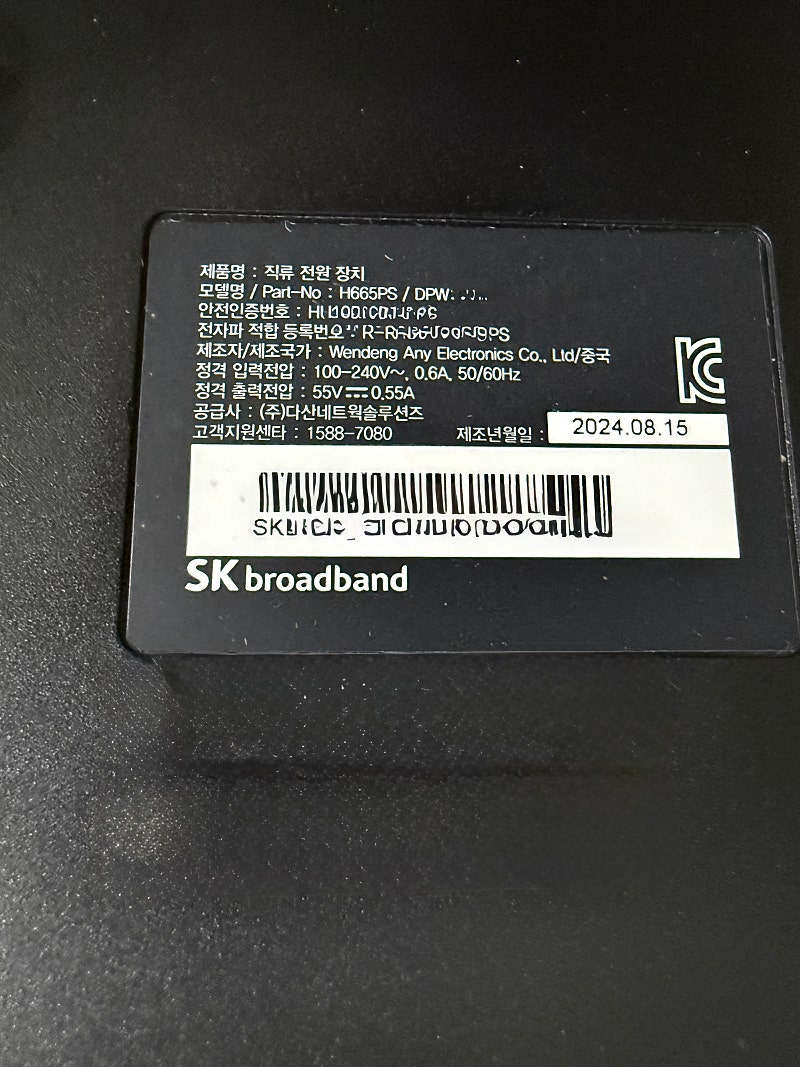 제품명 : 직류 전원 장치
모델명 / Part-No : H665PS /
안전인증번호 :
전자파 적합 등록번호
제조자/제조국가 : Wendeng Any Electronics Co., Ltd/중국
정격 입력전압 : 100-240V~, 0.6A, 50/60Hz
정격 출력전압 : 55V⎓0.55A
공급사 : (주)다산네트웍솔루션즈
고객지원센타 : 1588-7080 제조년월일 : 2024.08.15
SK broadband